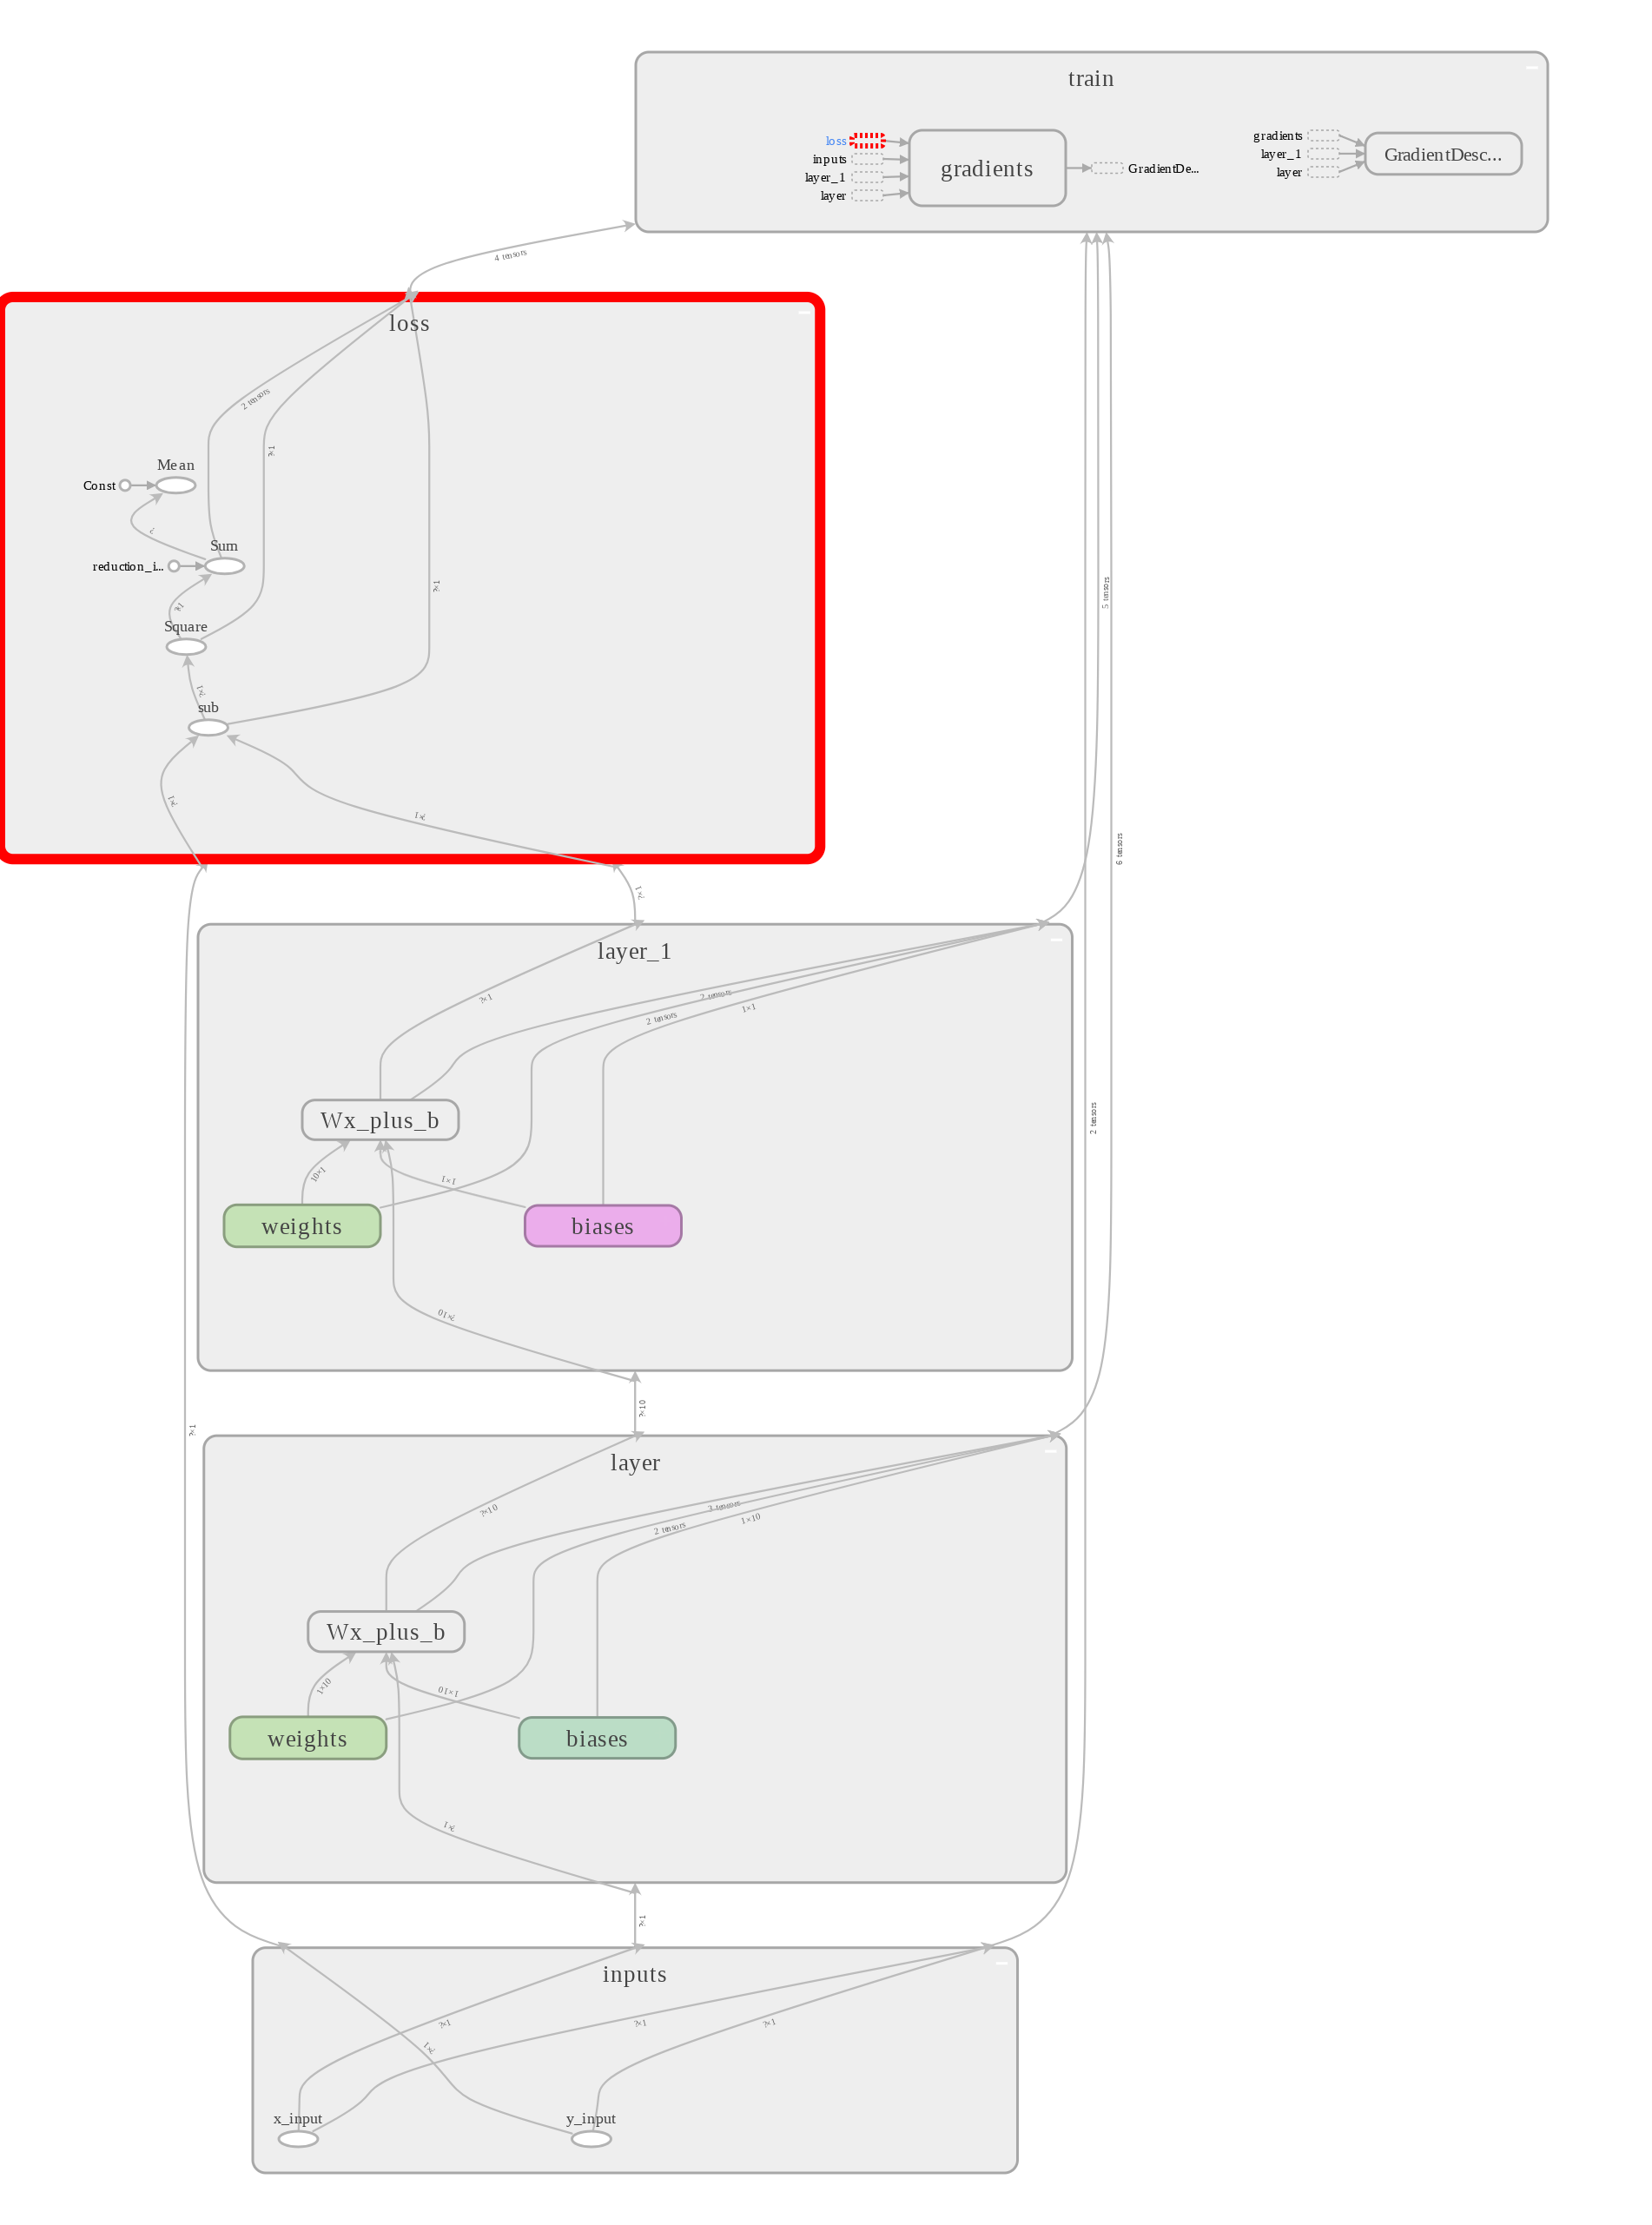 train
loss
inputs
layer_1
layer
gradients
GradientDe...
gradients
layer_1
layer
GradientDesc...
4 tensors
loss
2 tensors
?×1
Mean
Const
?
Sum
reduction_i...
?×1
?×1
Square
?×1
sub
?×1
?×1
5 tensors
6 tensors
2 tensors
?×1
layer_1
?×1
2 tensors
2 tensors
1×1
Wx_plus_b
10×1
1×1
weights
biases
?×10
?×10
?×1
layer
?×10
2 tensors
1×10
Wx_plus_b
1×10
1×10
weights
biases
?×1
?×1
inputs
?×1
?×1
?×1
?×1
x_input
y_input